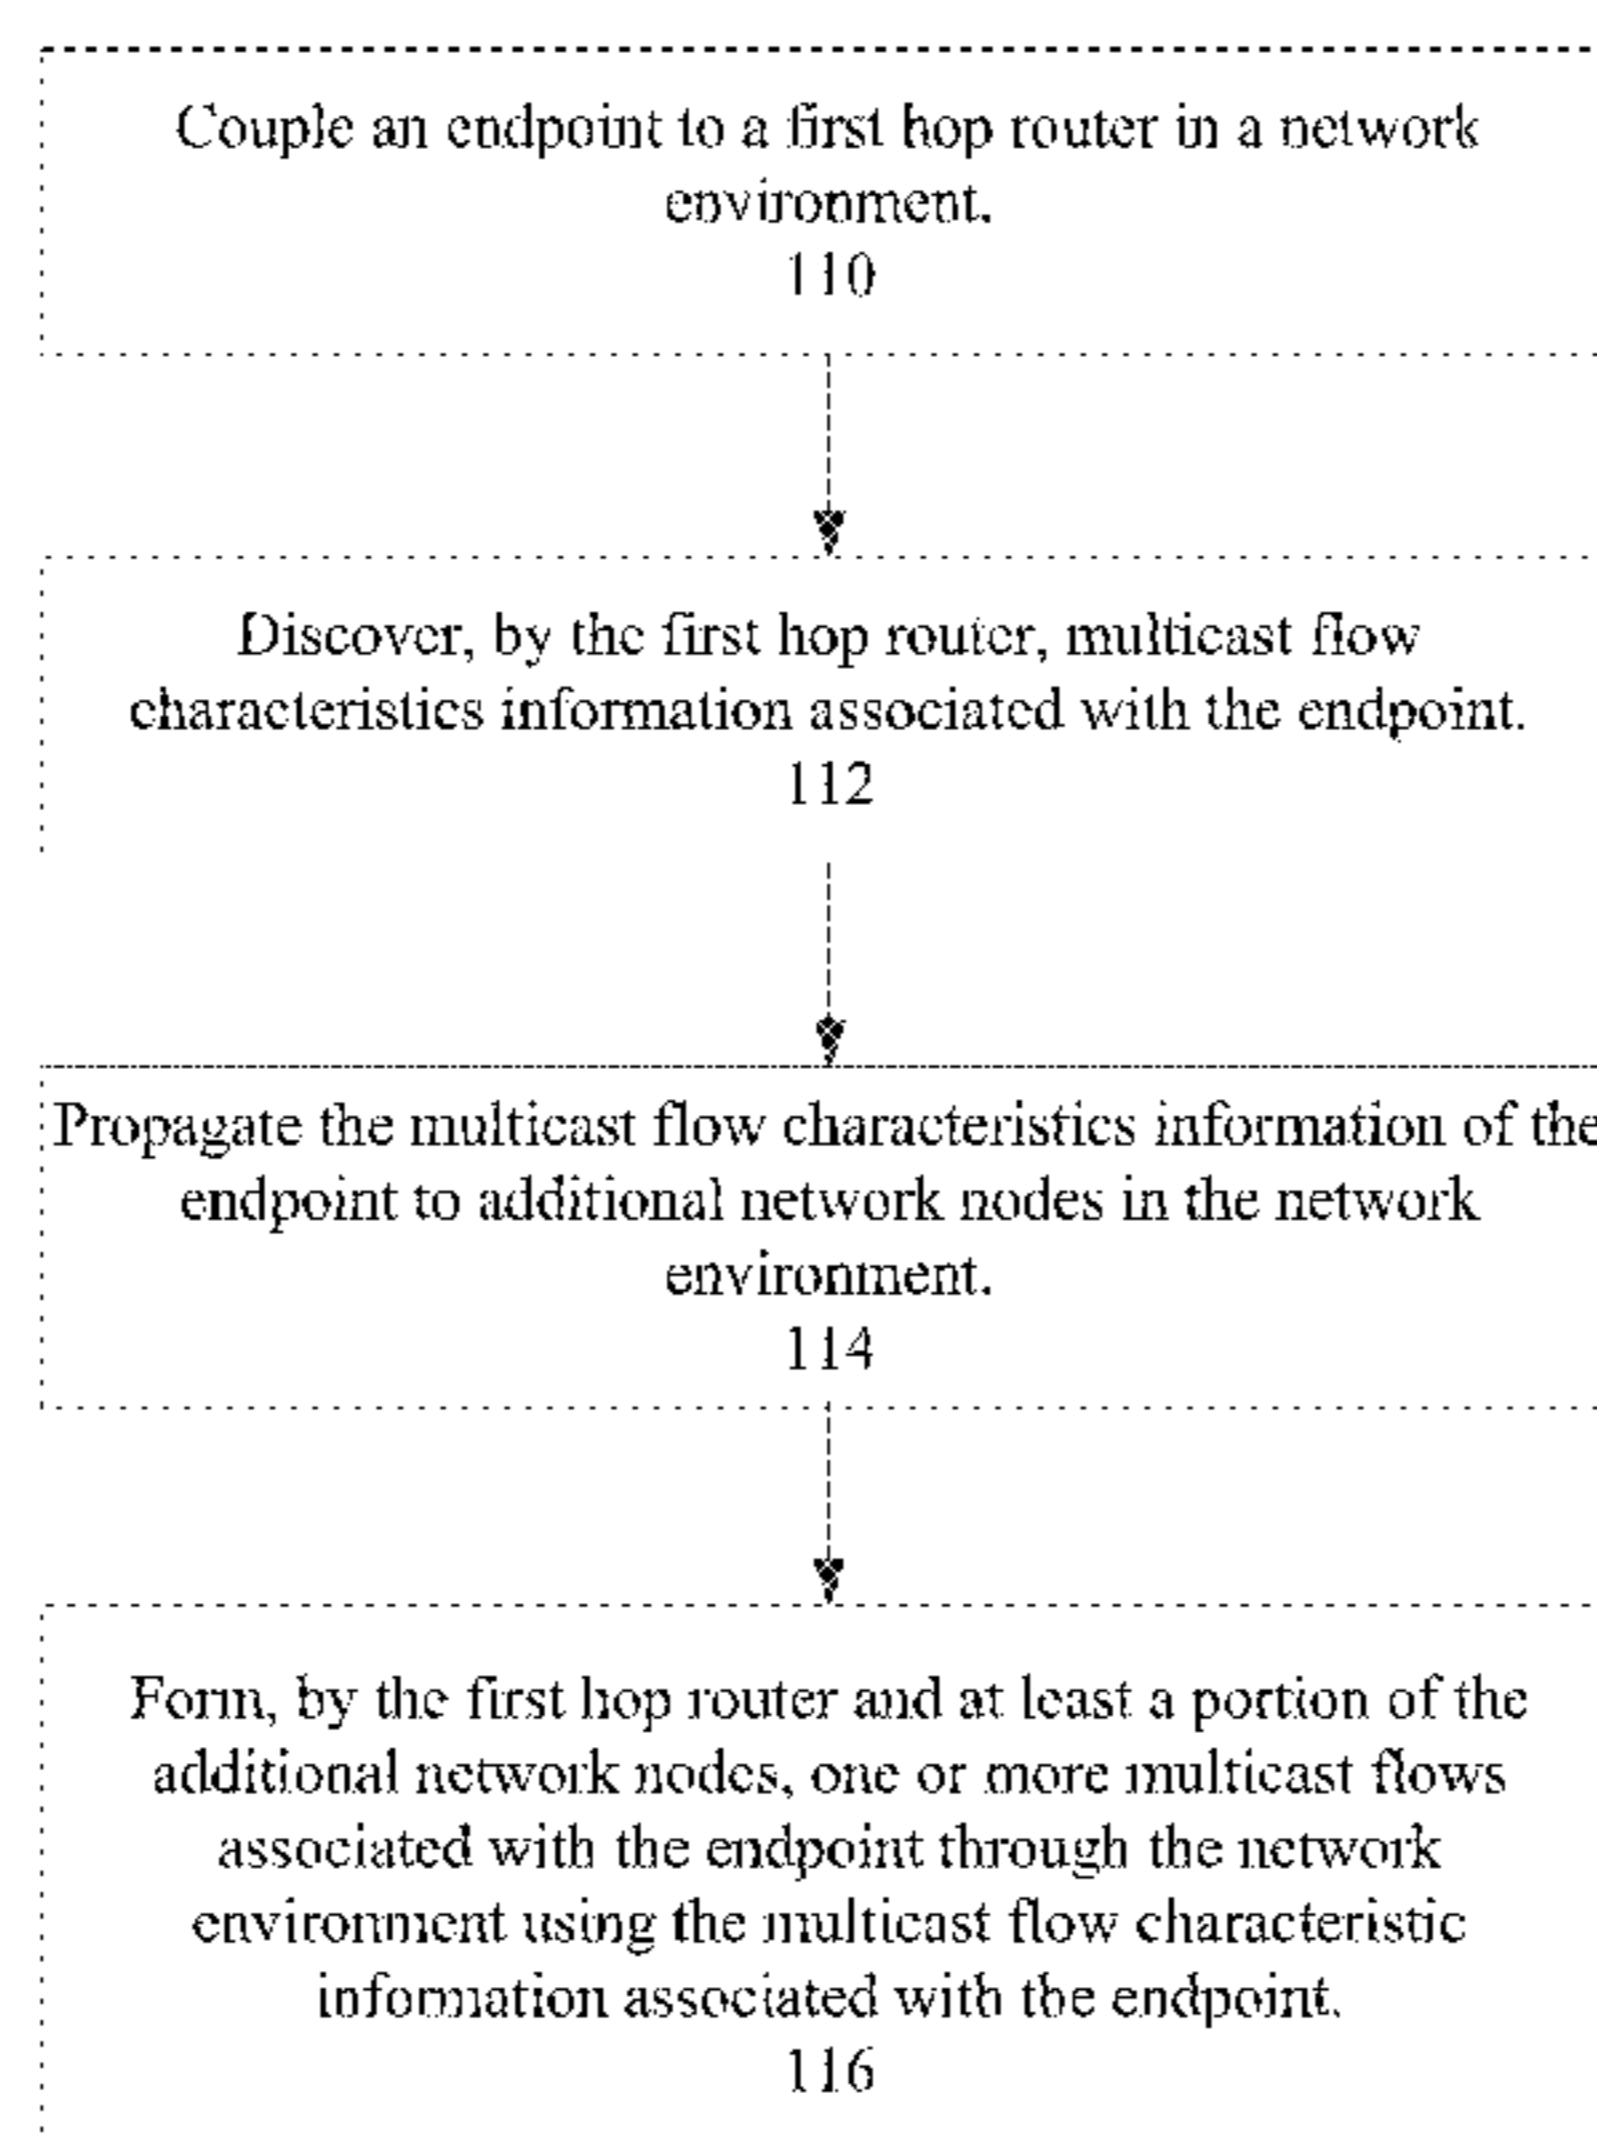 Couple an endpoint to a first hop router in a network
environment.
110
Discover, by the first hop router, multicast flow
characteristics information associated with the endpoint.
112
Propagate the multicast flow characteristics information of the
endpoint to additional network nodes in the network
environment.
114
Form, by the first hop router and at least a portion of the
additional network nodes, one or more multicast flows
associated with the endpoint through the network
environment using the multicast flow characteristic
information associated with the endpoint.
116